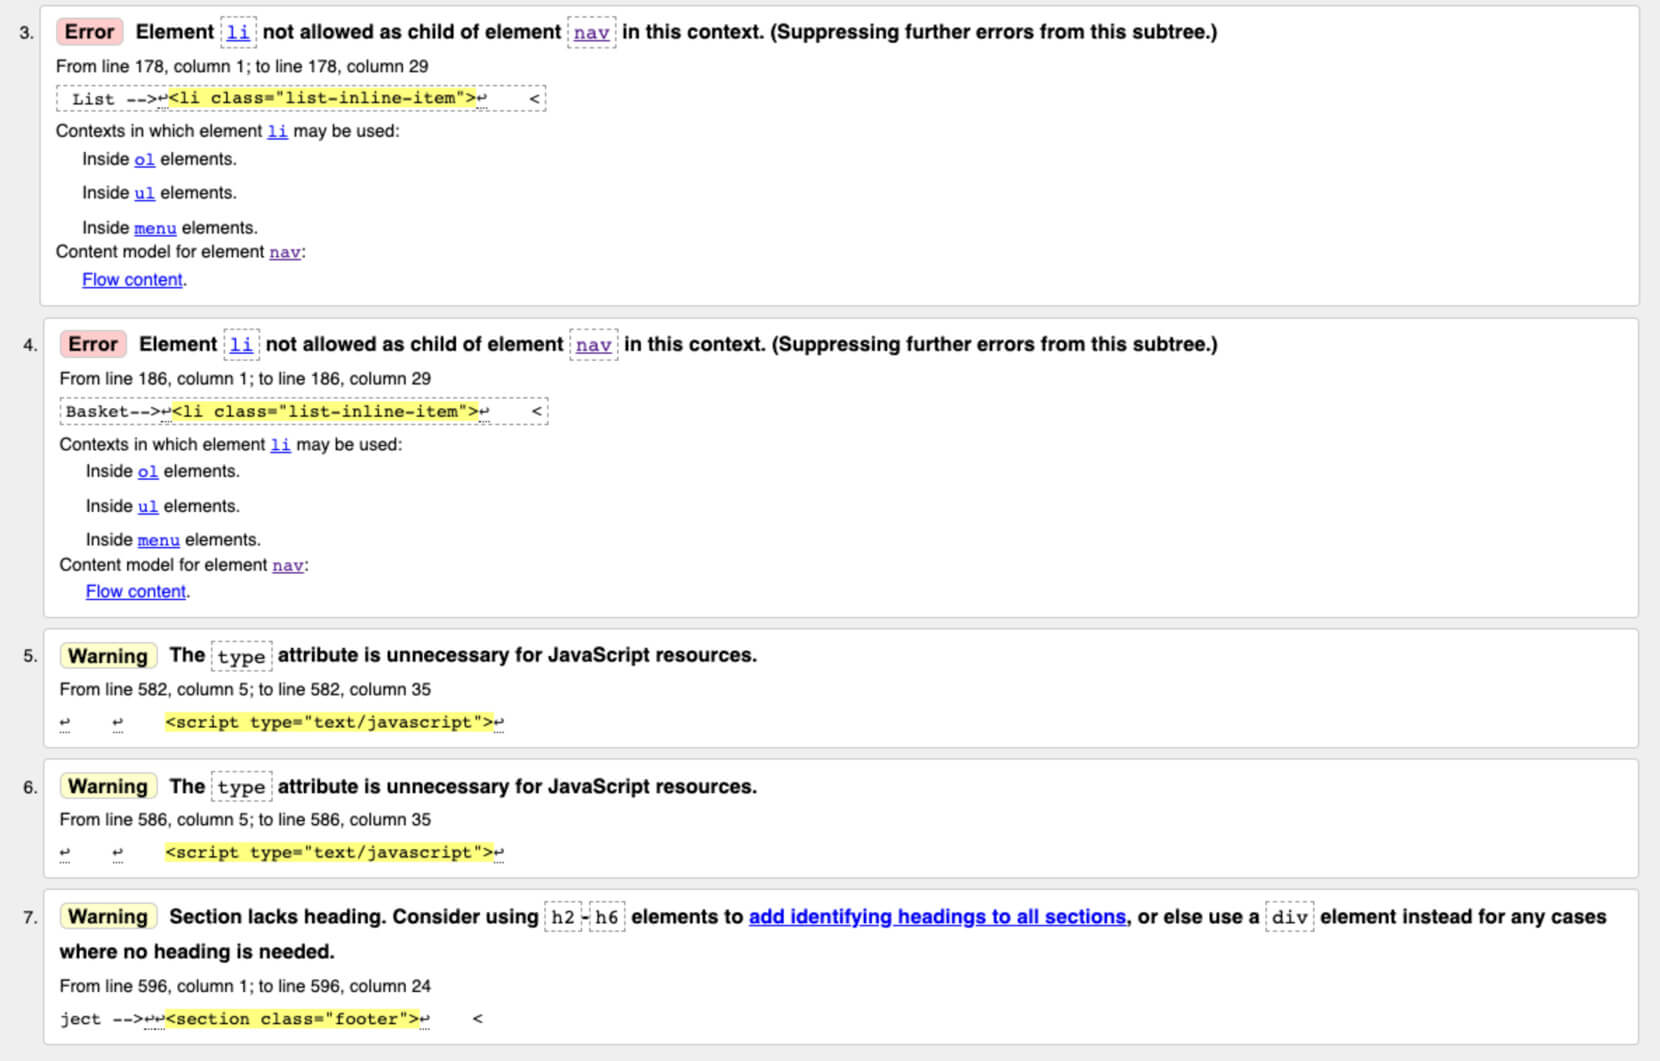 3. Error Element li not allowed as child of element nav in this context. (Suppressing further errors from this subtree.)
From line 178, column 1; to line 178, column 29
List -->↩<li class="list-inline-item">↩ <
Contexts in which element li may be used:
Inside ol elements.
Inside ul elements.
Inside menu elements.
Content model for element nav:
Flow content.
4. Error Element li not allowed as child of element nav in this context. (Suppressing further errors from this subtree.)
From line 186, column 1; to line 186, column 29
Basket-->↩<li class="list-inline-item">↩ <
Contexts in which element li may be used:
Inside ol elements.
Inside ul elements.
Inside menu elements.
Content model for element nav:
Flow content.
5. Warning The type attribute is unnecessary for JavaScript resources.
From line 582, column 5; to line 582, column 35
↩ ↩ <script type="text/javascript">↩
6. Warning The type attribute is unnecessary for JavaScript resources.
From line 586, column 5; to line 586, column 35
↩ ↩ <script type="text/javascript">↩
7. Warning Section lacks heading. Consider using h2-h6 elements to add identifying headings to all sections, or else use a div element instead for any cases
where no heading is needed.
From line 596, column 1; to line 596, column 24
ject -->↩↩<section class="footer">↩ <